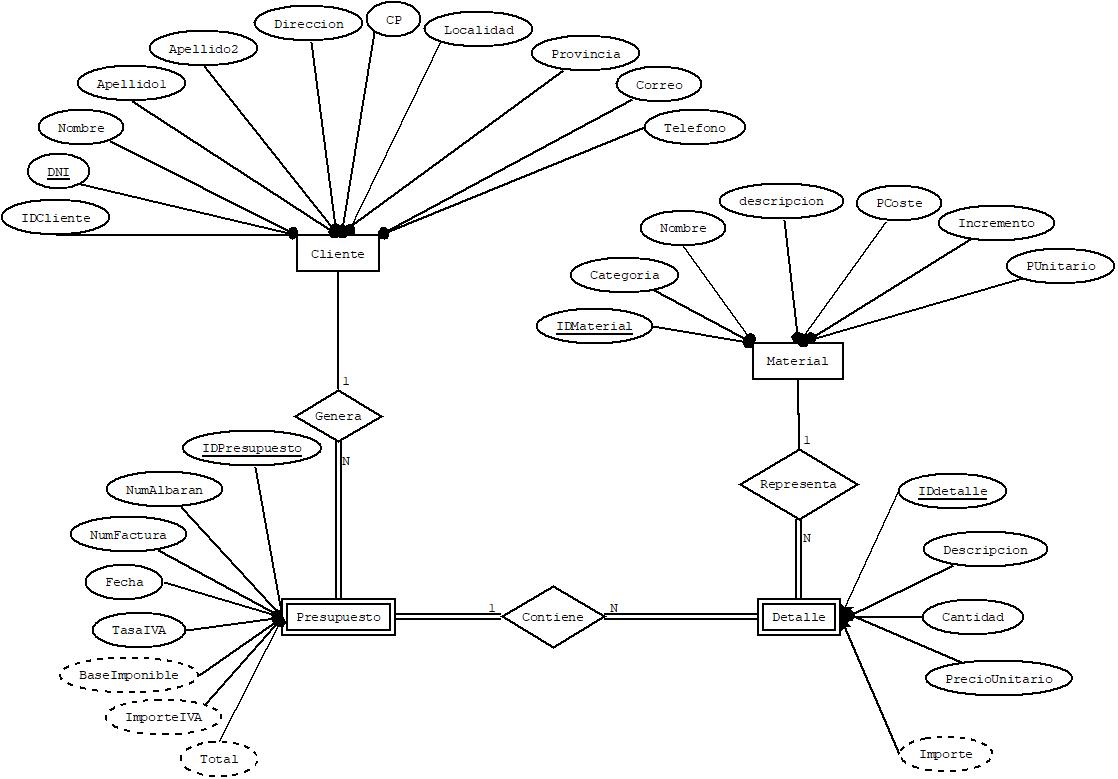 Direccion
CP
Localidad
Apellido2
Provincia
Apellido1
Correo
Nombre
Telefono
DNI
IDCliente
Cliente
descripcion
PCoste
Nombre
Incremento
Categoria
PUnitario
IDMaterial
Material
1
Genera
N
IDPresupuesto
NumAlbaran
NumFactura
Fecha
TasaIVA
BaseImponible
ImporteIVA
Total
Presupuesto
1
Contiene
N
1
Representa
N
Detalle
IDdetalle
Descripcion
Cantidad
PrecioUnitario
Importe